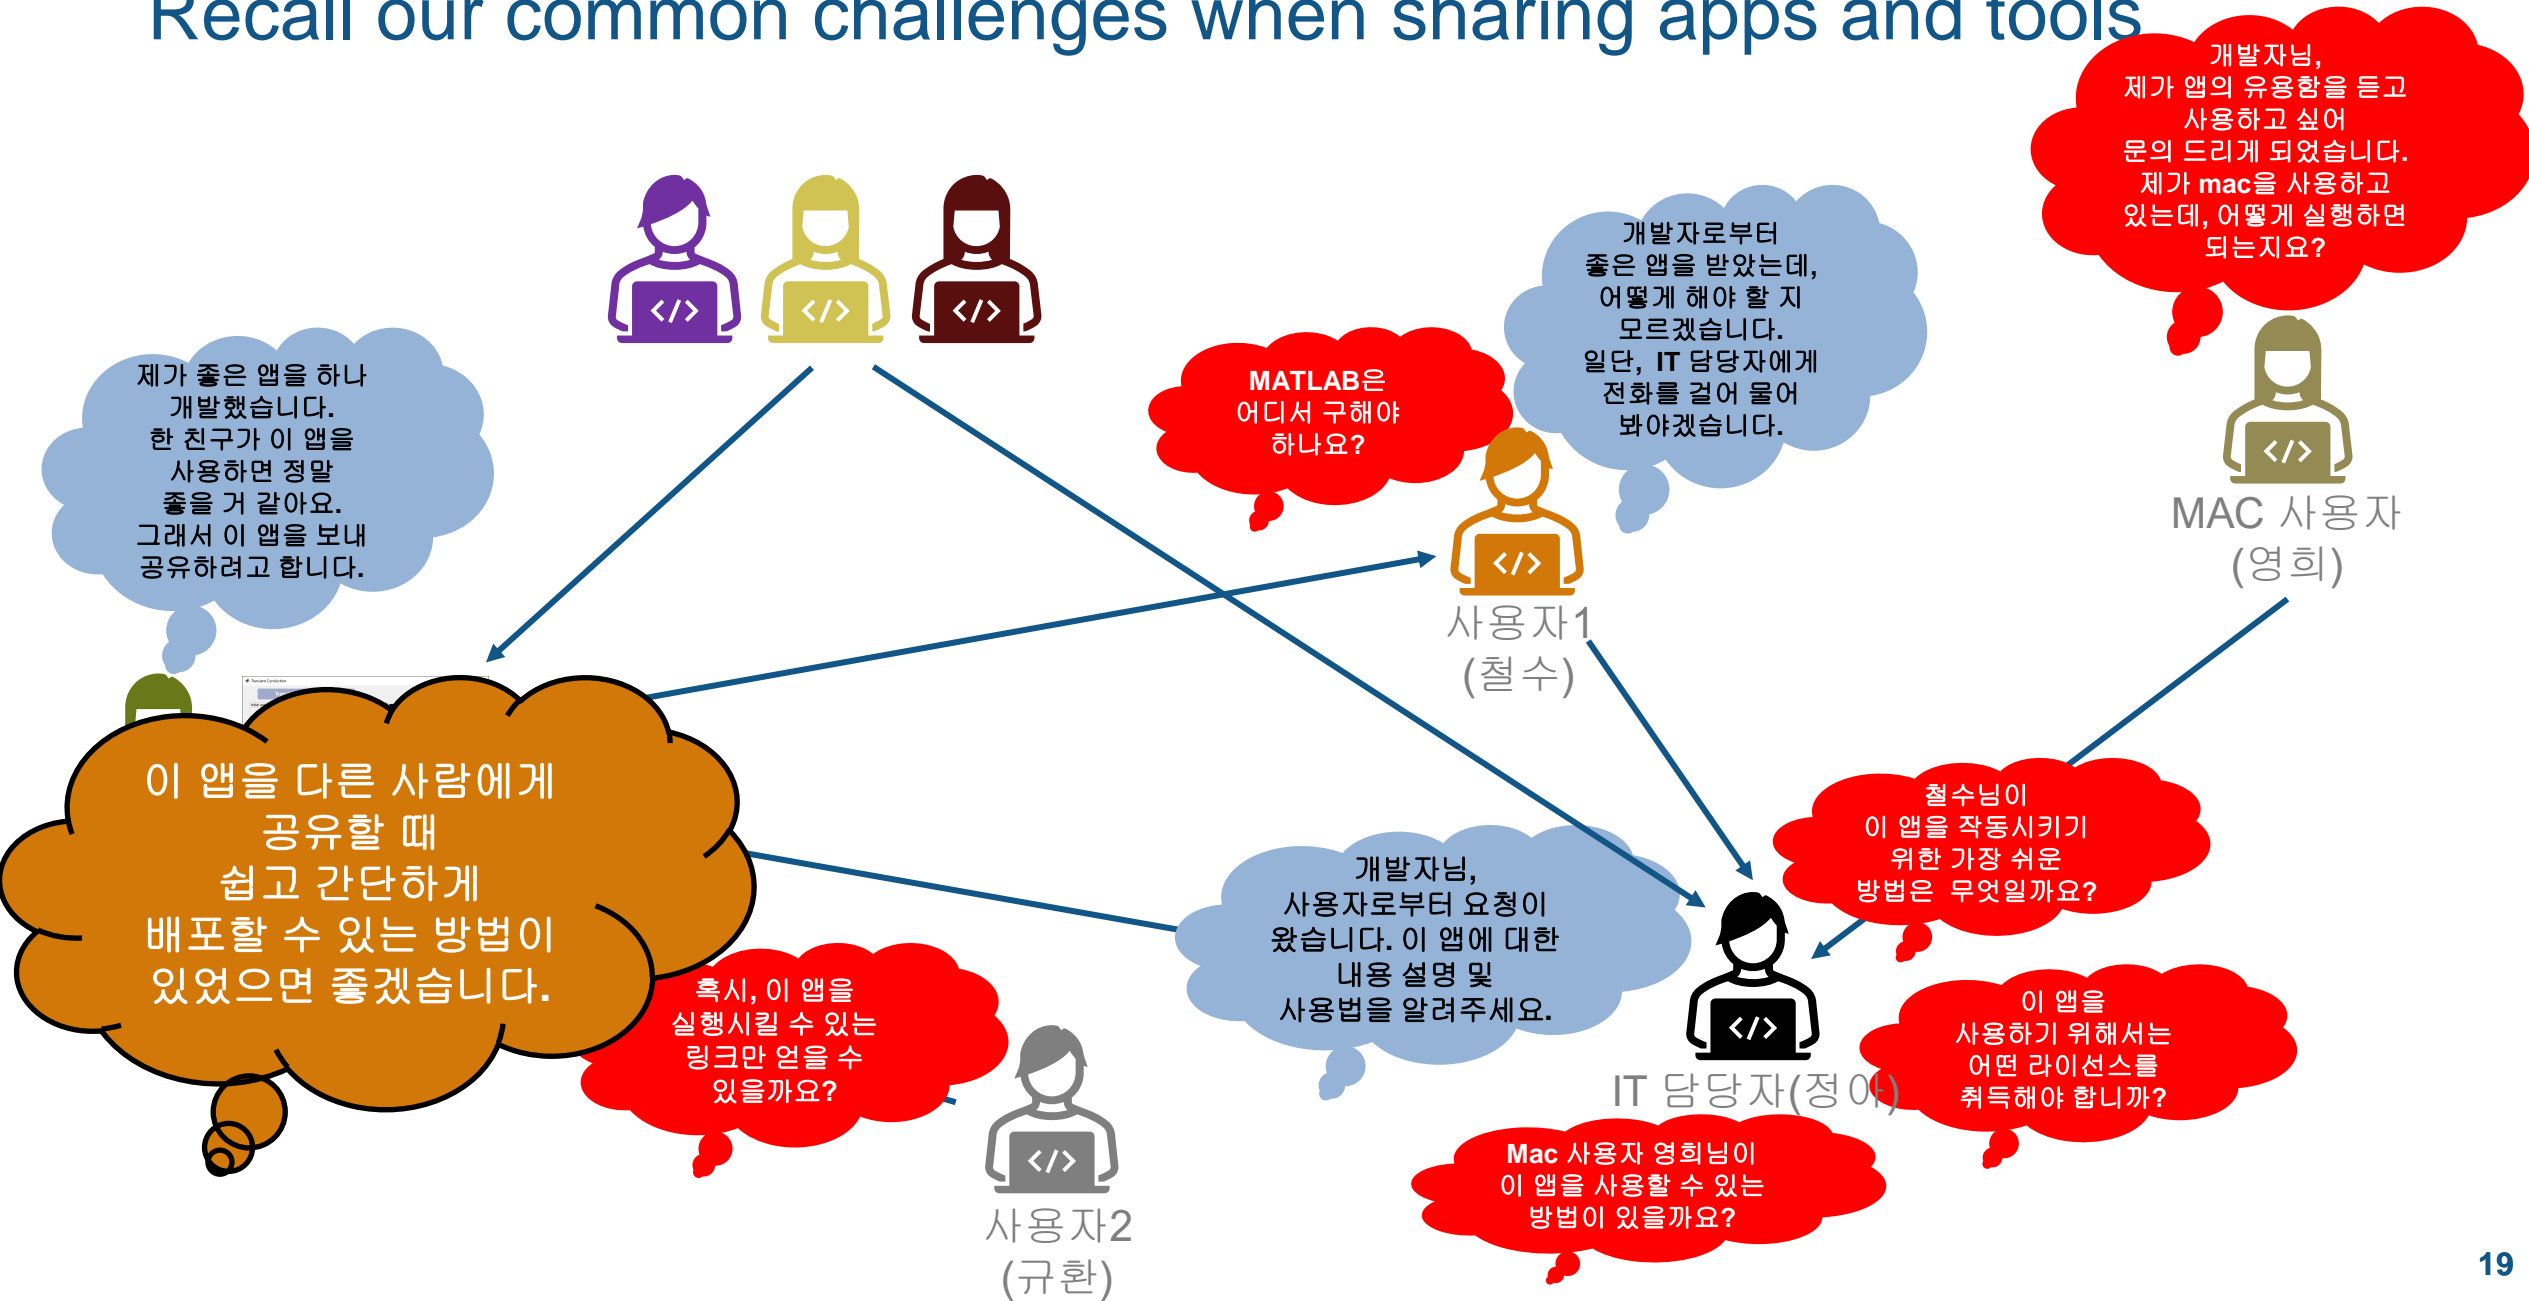 Recall our common challenges when sharing apps and tools
개발자님,
제가 앱의 유용함을 듣고
사용하고 싶어
문의 드리게 되었습니다.
제가 mac을 사용하고
있는데, 어떻게 실행하면
되는지요?
개발자로부터
좋은 앱을 받았는데,
어떻게 해야 할 지
모르겠습니다.
일단, IT 담당자에게
전화를 걸어 물어
봐야겠습니다.
MATLAB은
어디서 구해야
하나요?
제가 좋은 앱을 하나
개발했습니다.
한 친구가 이 앱을
사용하면 정말
좋을 거 같아요.
그래서 이 앱을 보내
공유하려고 합니다.
</>
</>
</>
</>
MAC 사용자
(영희)
</>
사용자1
(철수)
Transient Conduction
이 앱을 다른 사람에게
공유할 때
쉽고 간단하게
배포할 수 있는 방법이
있었으면 좋겠습니다.
철수님이
이 앱을 작동시키기
위한 가장 쉬운
방법은 무엇일까요?
개발자님,
사용자로부터 요청이
왔습니다. 이 앱에 대한
내용 설명 및
사용법을 알려주세요.
혹시, 이 앱을
실행시킬 수 있는
링크만 얻을 수
있을까요?
</>
IT 담당자(정아)
이 앱을
사용하기 위해서는
어떤 라이선스를
취득해야 합니까?
</>
사용자2
(규환)
Mac 사용자 영희님이
이 앱을 사용할 수 있는
방법이 있을까요?
19